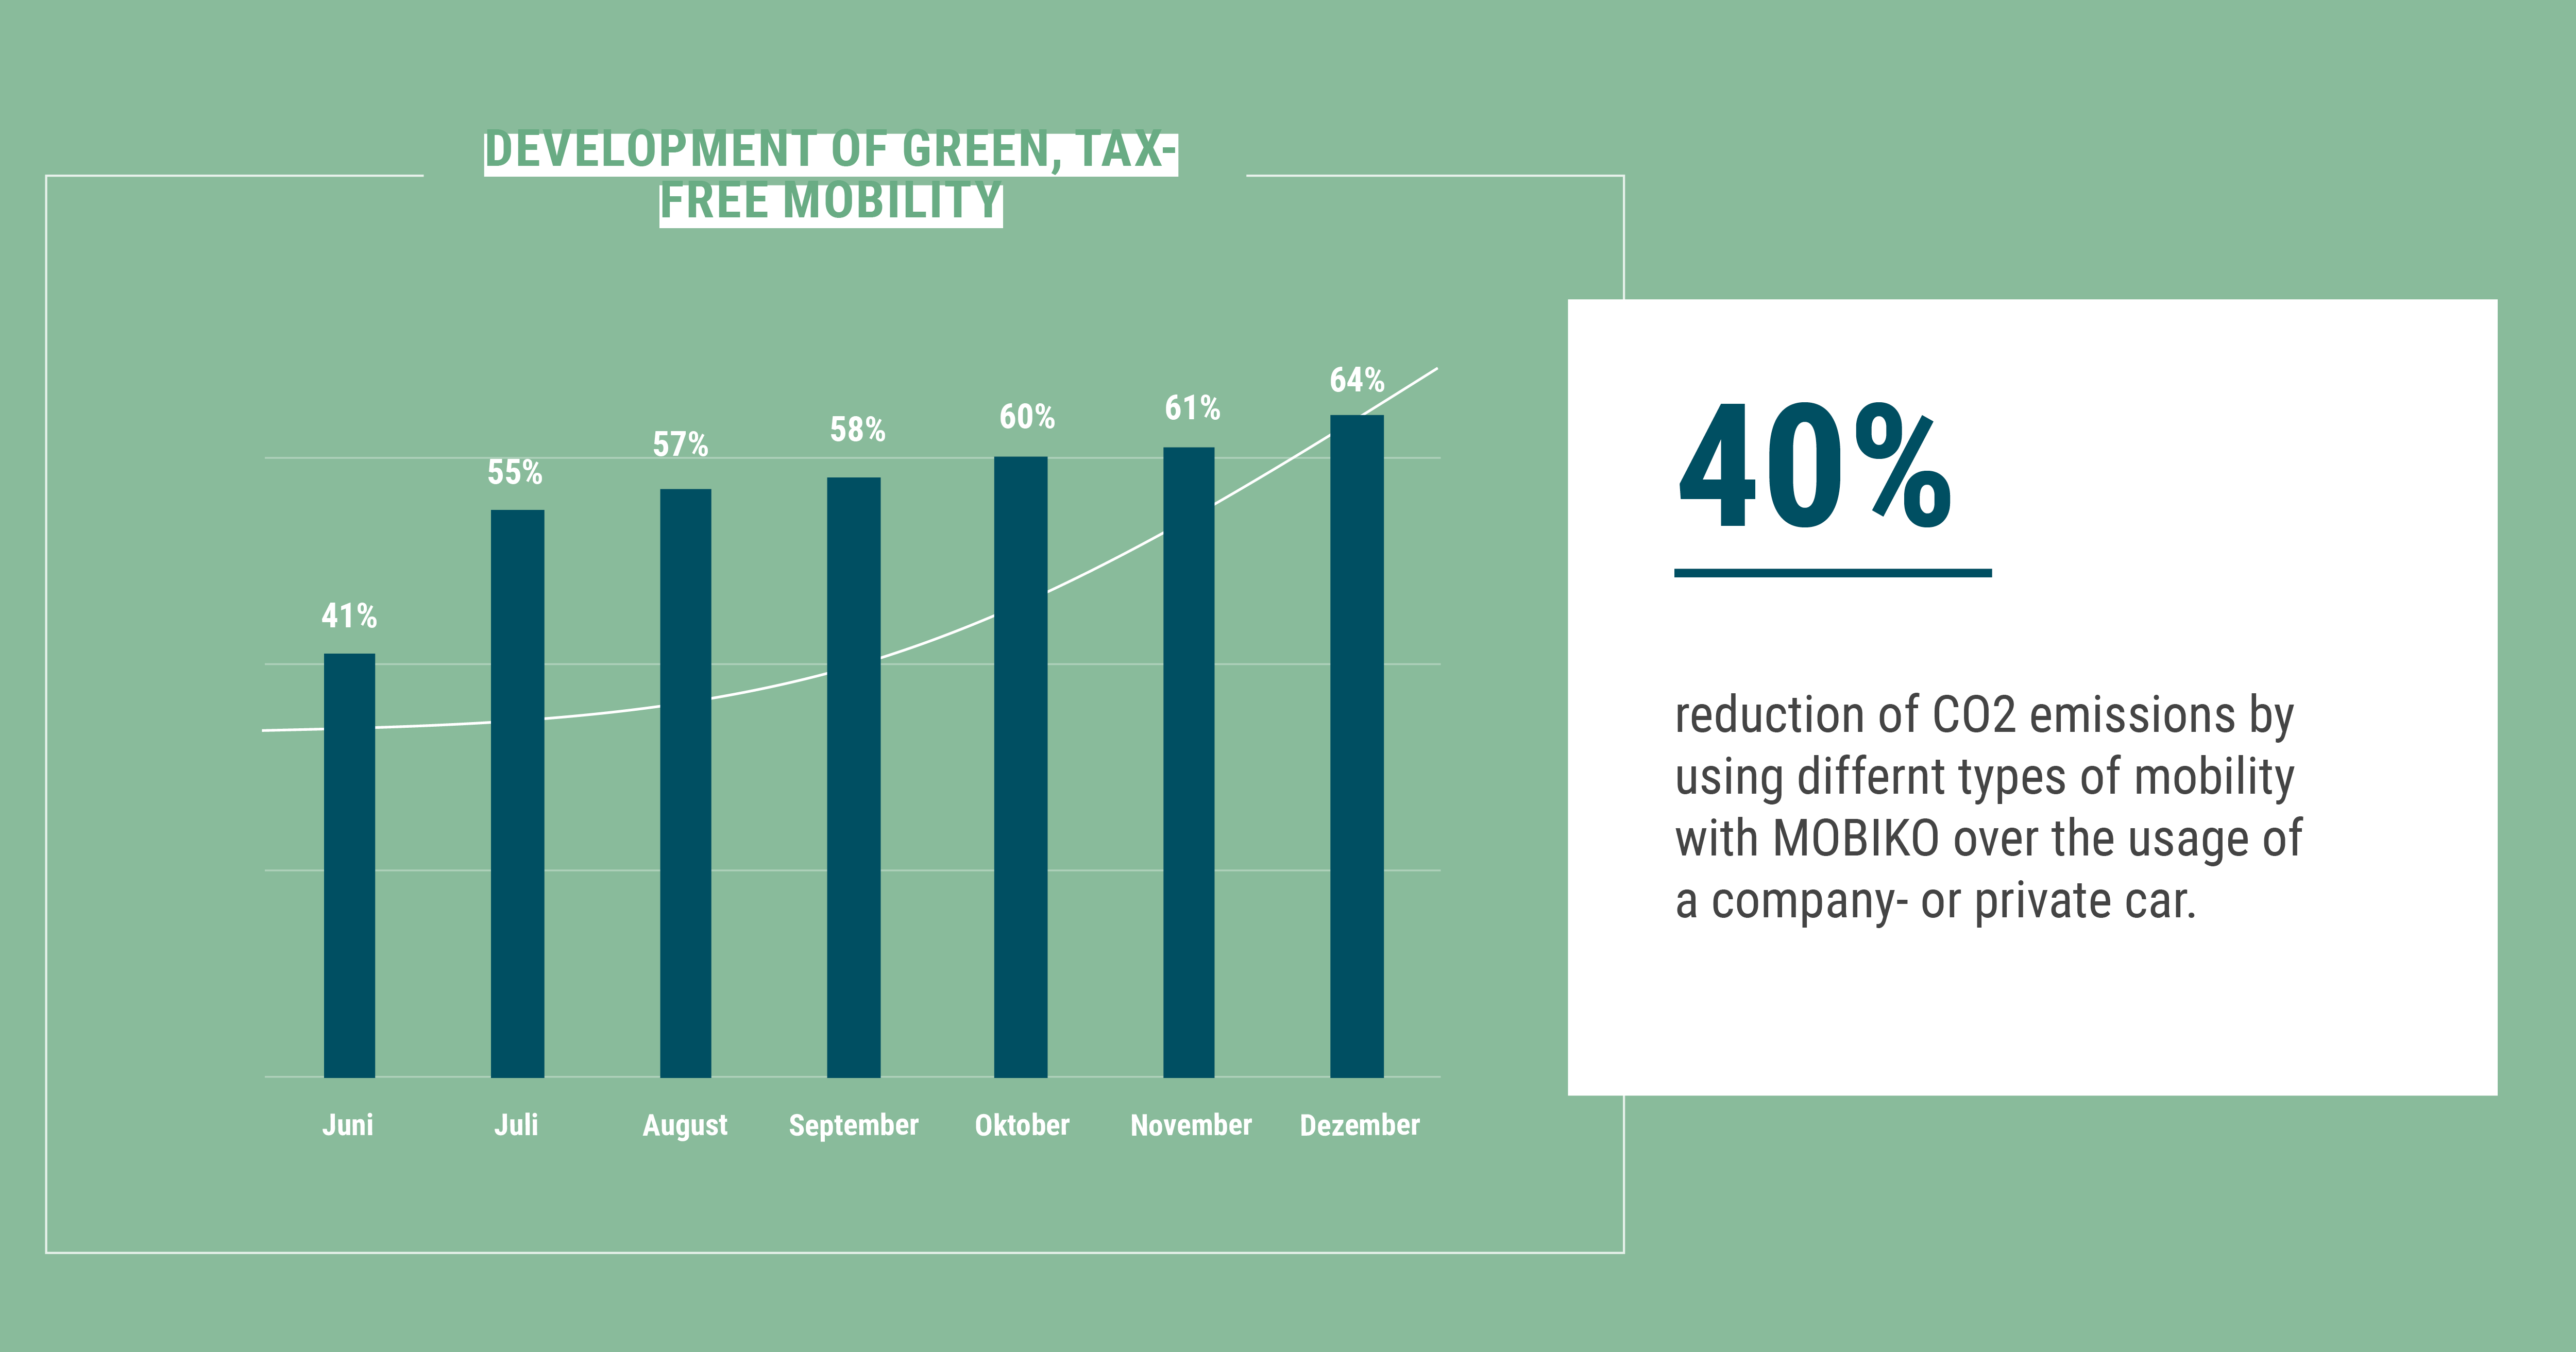 DEVELOPMENT OF GREEN, TAX-
FREE MOBILITY
41%
55%
57%
58%
60%
61%
64%
Juni
Juli
August
September
Oktober
November
Dezember
40%
reduction of CO2 emissions by
using differnt types of mobility
with MOBIKO over the usage of
a company- or private car.